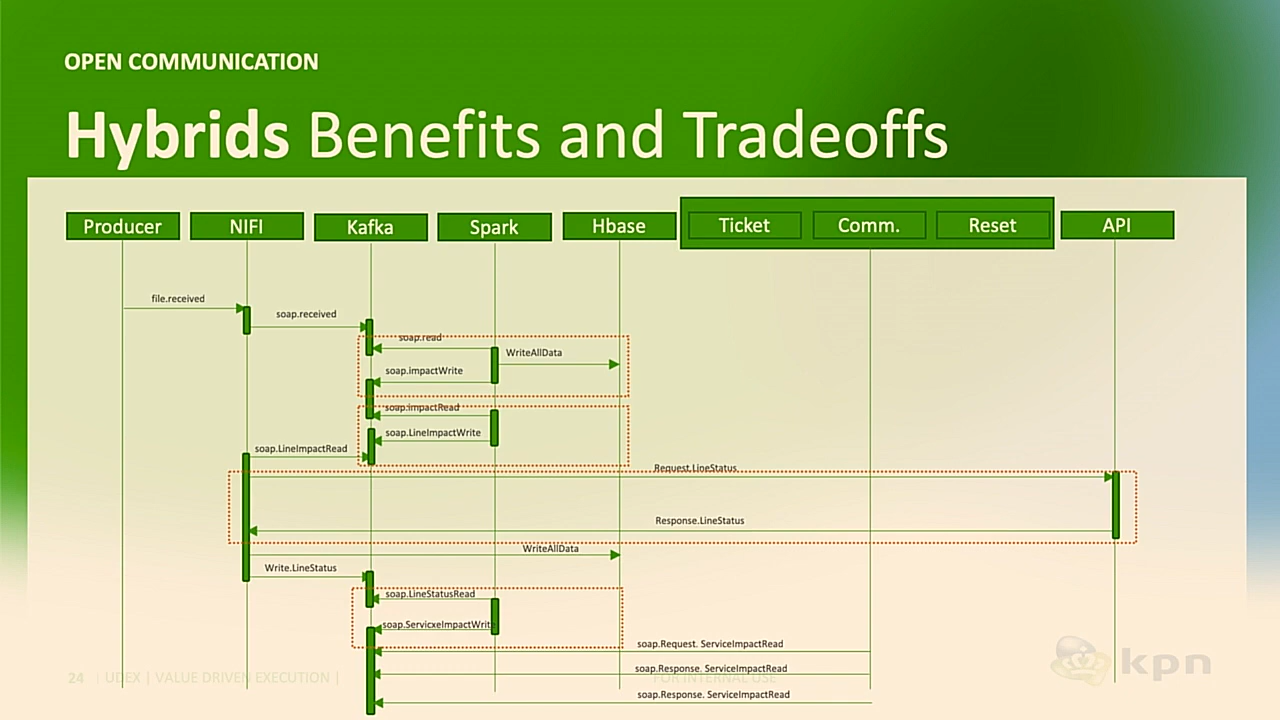 OPEN COMMUNICATION
Hybrids Benefits and Tradeoffs
Producer NIFI Kafka Spark Hbase Ticket Comm. Reset API
file.received
soap.received
soap.read
WriteAllData
soap.impactWrite
soap.impactRead
soap.LineImpactWrite
soap.LineImpactRead
Request.LineStatus
Response.LineStatus
WriteAllData
Write.LineStatus
soap.LineStatusRead
soap.ServicxeImpactWrite
soap.Request. ServiceImpactRead
soap.Response. ServiceImpactRead
24 | UDEX | VALUE DRIVEN EXECUTION | FOR INTERNAL USE
kpn
soap.Response. ServiceImpactRead